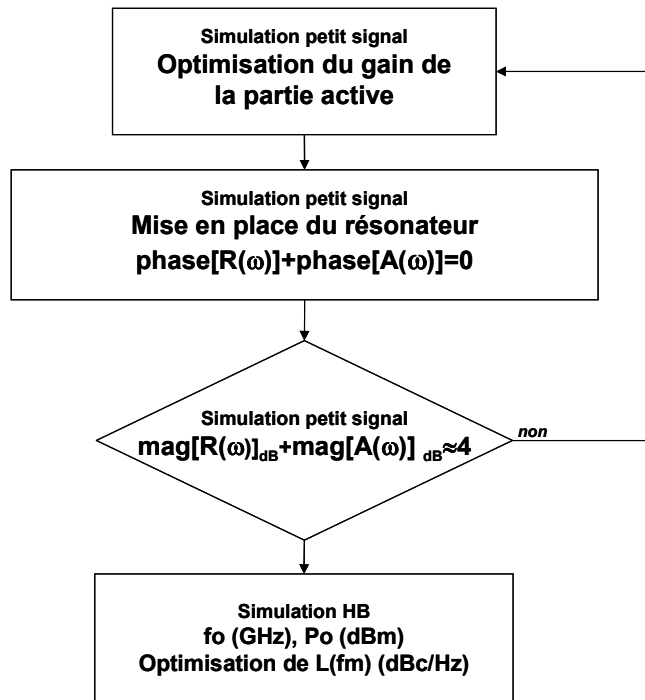 Simulation petit signal
Optimisation du gain de
la partie active
Simulation petit signal
Mise en place du résonateur
phase[R(ω)]+phase[A(ω)]=0
Simulation petit signal
mag[R(ω)]dB+mag[A(ω)] dB≈4
non
Simulation HB
fo (GHz), Po (dBm)
Optimisation de L(fm) (dBc/Hz)